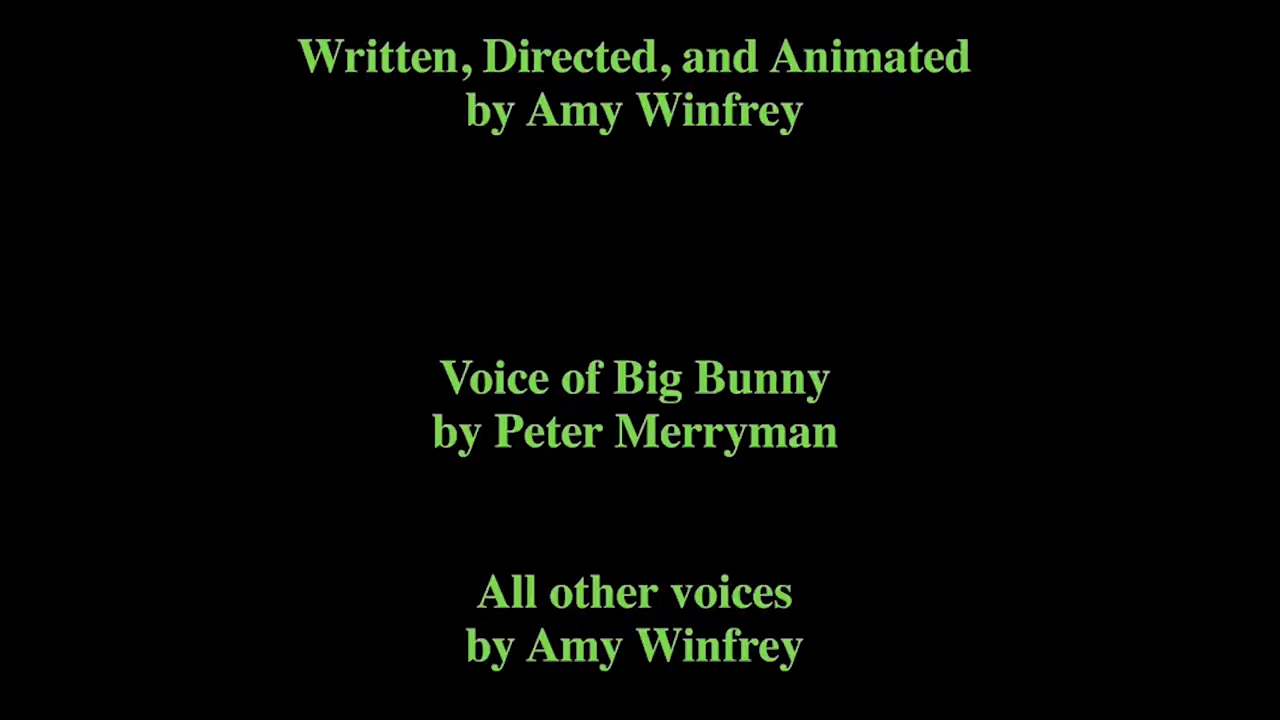 Written, Directed, and Animated
by Amy Winfrey
Voice of Big Bunny
by Peter Merryman
All other voices
by Amy Winfrey